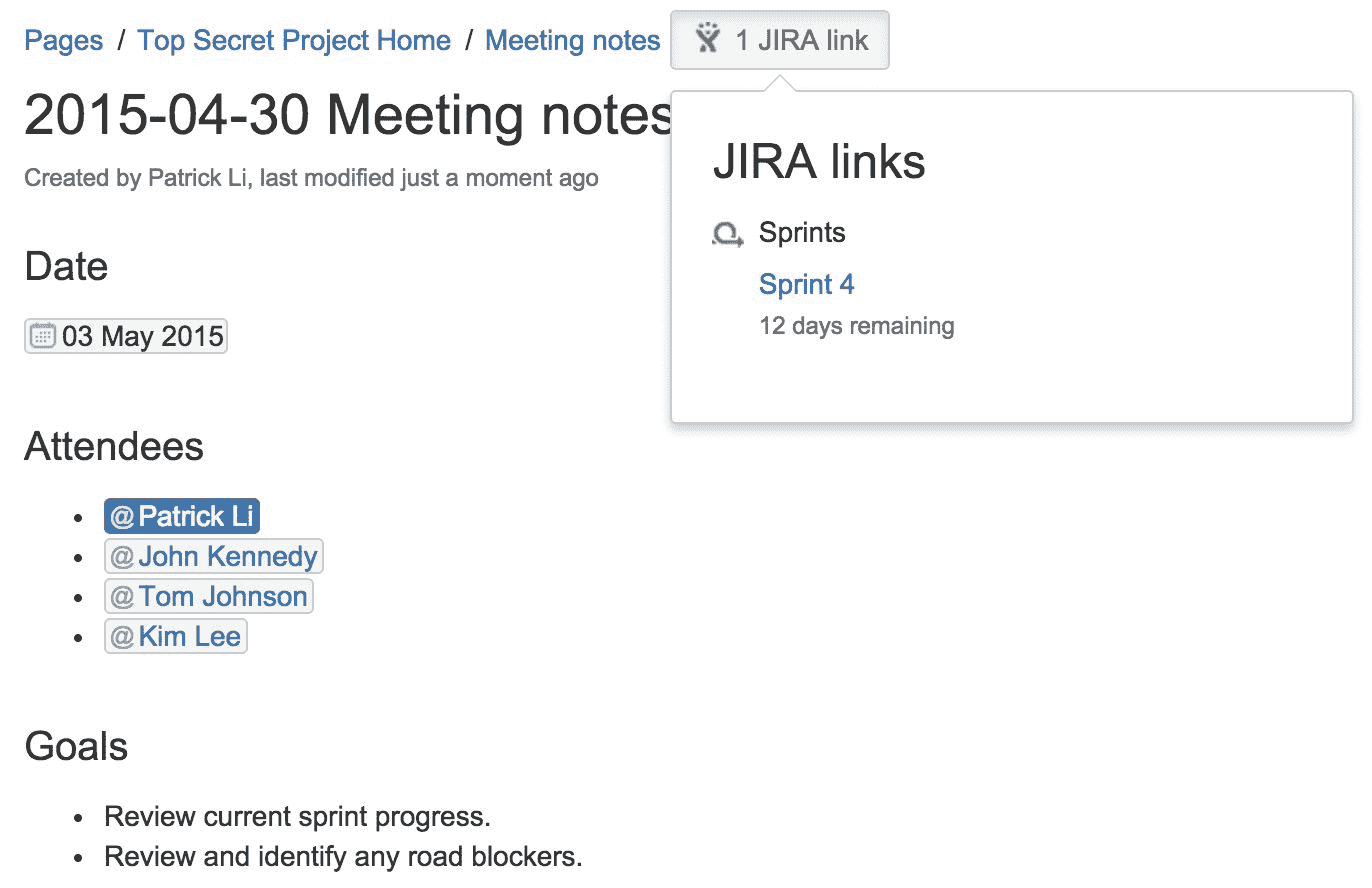 Pages / Top Secret Project Home / Meeting notes 1 JIRA link
2015-04-30 Meeting notes
Created by Patrick Li, last modified just a moment ago
JIRA links
Sprints
Sprint 4
12 days remaining
Date
03 May 2015
Attendees
@Patrick Li
@John Kennedy
@Tom Johnson
@Kim Lee
Goals
Review current sprint progress.
Review and identify any road blockers.